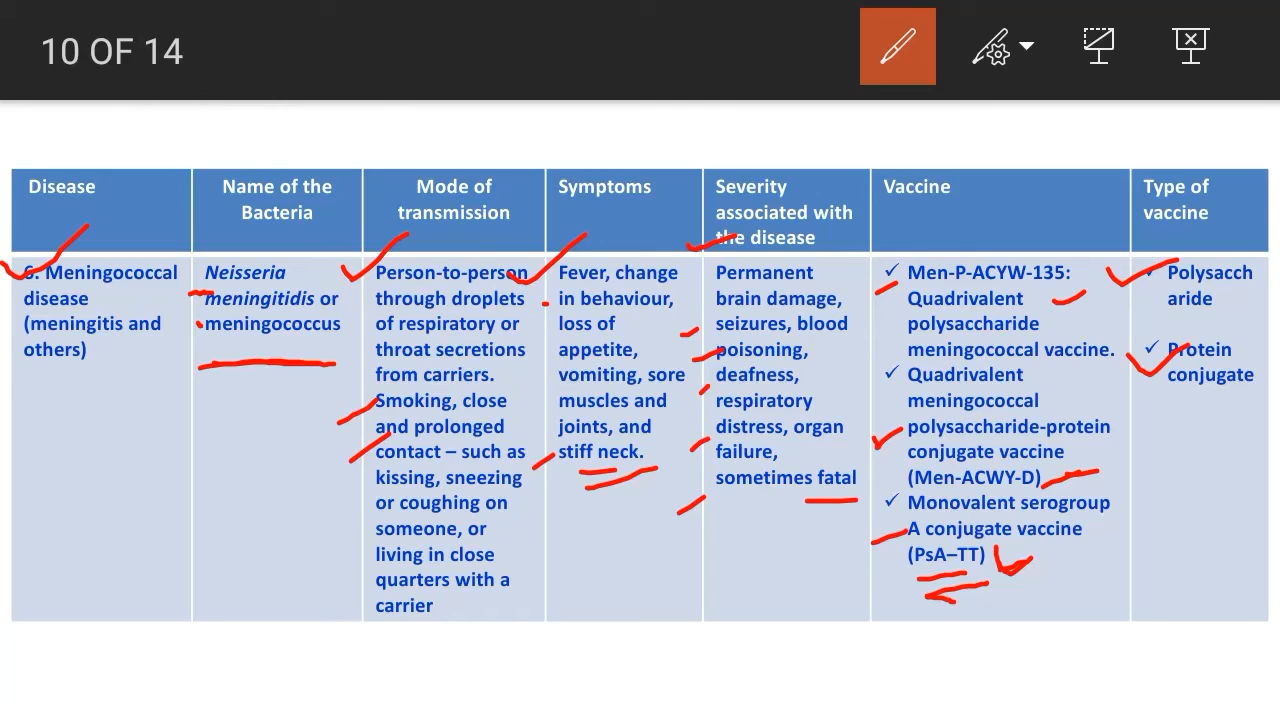 10 OF 14
Disease
Name of the
Bacteria
Mode of
transmission
Symptoms
Severity
associated with
the disease
Vaccine
Type of
vaccine
6. Meningococcal
disease
(meningitis and
others)
Neisseria
meningitidis or
meningococcus
Person-to-person
through droplets
of respiratory or
throat secretions
from carriers.
Smoking, close
and prolonged
contact – such as
kissing, sneezing
or coughing on
someone, or
living in close
quarters with a
carrier
Fever, change
in behaviour,
loss of
appetite,
vomiting, sore
muscles and
joints, and
stiff neck.
Permanent
brain damage,
seizures, blood
poisoning,
deafness,
respiratory
distress, organ
failure,
sometimes fatal
✓ Men-P-ACYW-135:
Quadrivalent
polysaccharide
meningococcal vaccine.
✓ Quadrivalent
meningococcal
polysaccharide-protein
conjugate vaccine
(Men-ACWY-D)
✓ Monovalent serogroup
A conjugate vaccine
(PsA–TT)
✓ Polysacch
aride
✓ Protein
conjugate